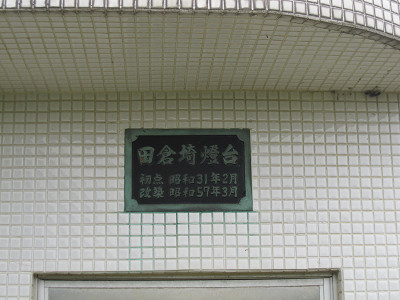 田倉埼燈台
初点 昭和31年2月
改築 昭和57年3月